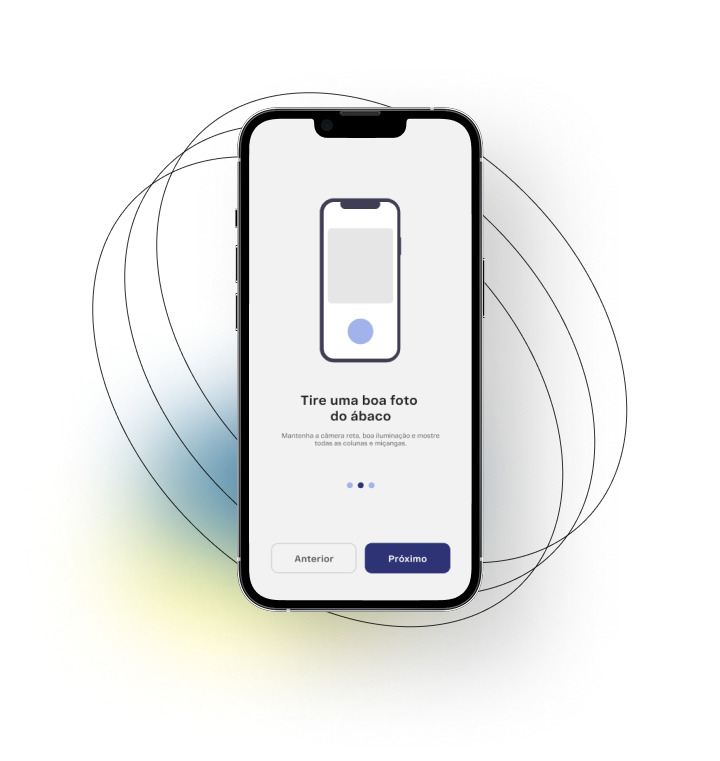 Tire uma boa foto
do ábaco
Mantenha a câmera reta, boa iluminação e mostre
todas as colunas e miçangas.
Anterior
Próximo